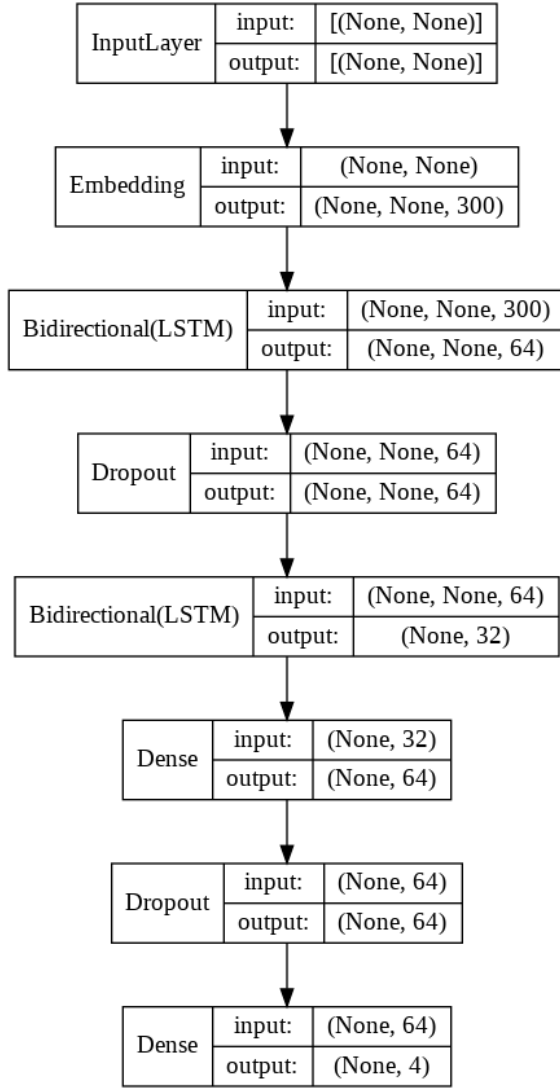 InputLayer
input: [(None, None)]
output: [(None, None)]
Embedding
input: (None, None)
output: (None, None, 300)
Bidirectional(LSTM)
input: (None, None, 300)
output: (None, None, 64)
Dropout
input: (None, None, 64)
output: (None, None, 64)
Bidirectional(LSTM)
input: (None, None, 64)
output: (None, 32)
Dense
input: (None, 32)
output: (None, 64)
Dropout
input: (None, 64)
output: (None, 64)
Dense
input: (None, 64)
output: (None, 4)